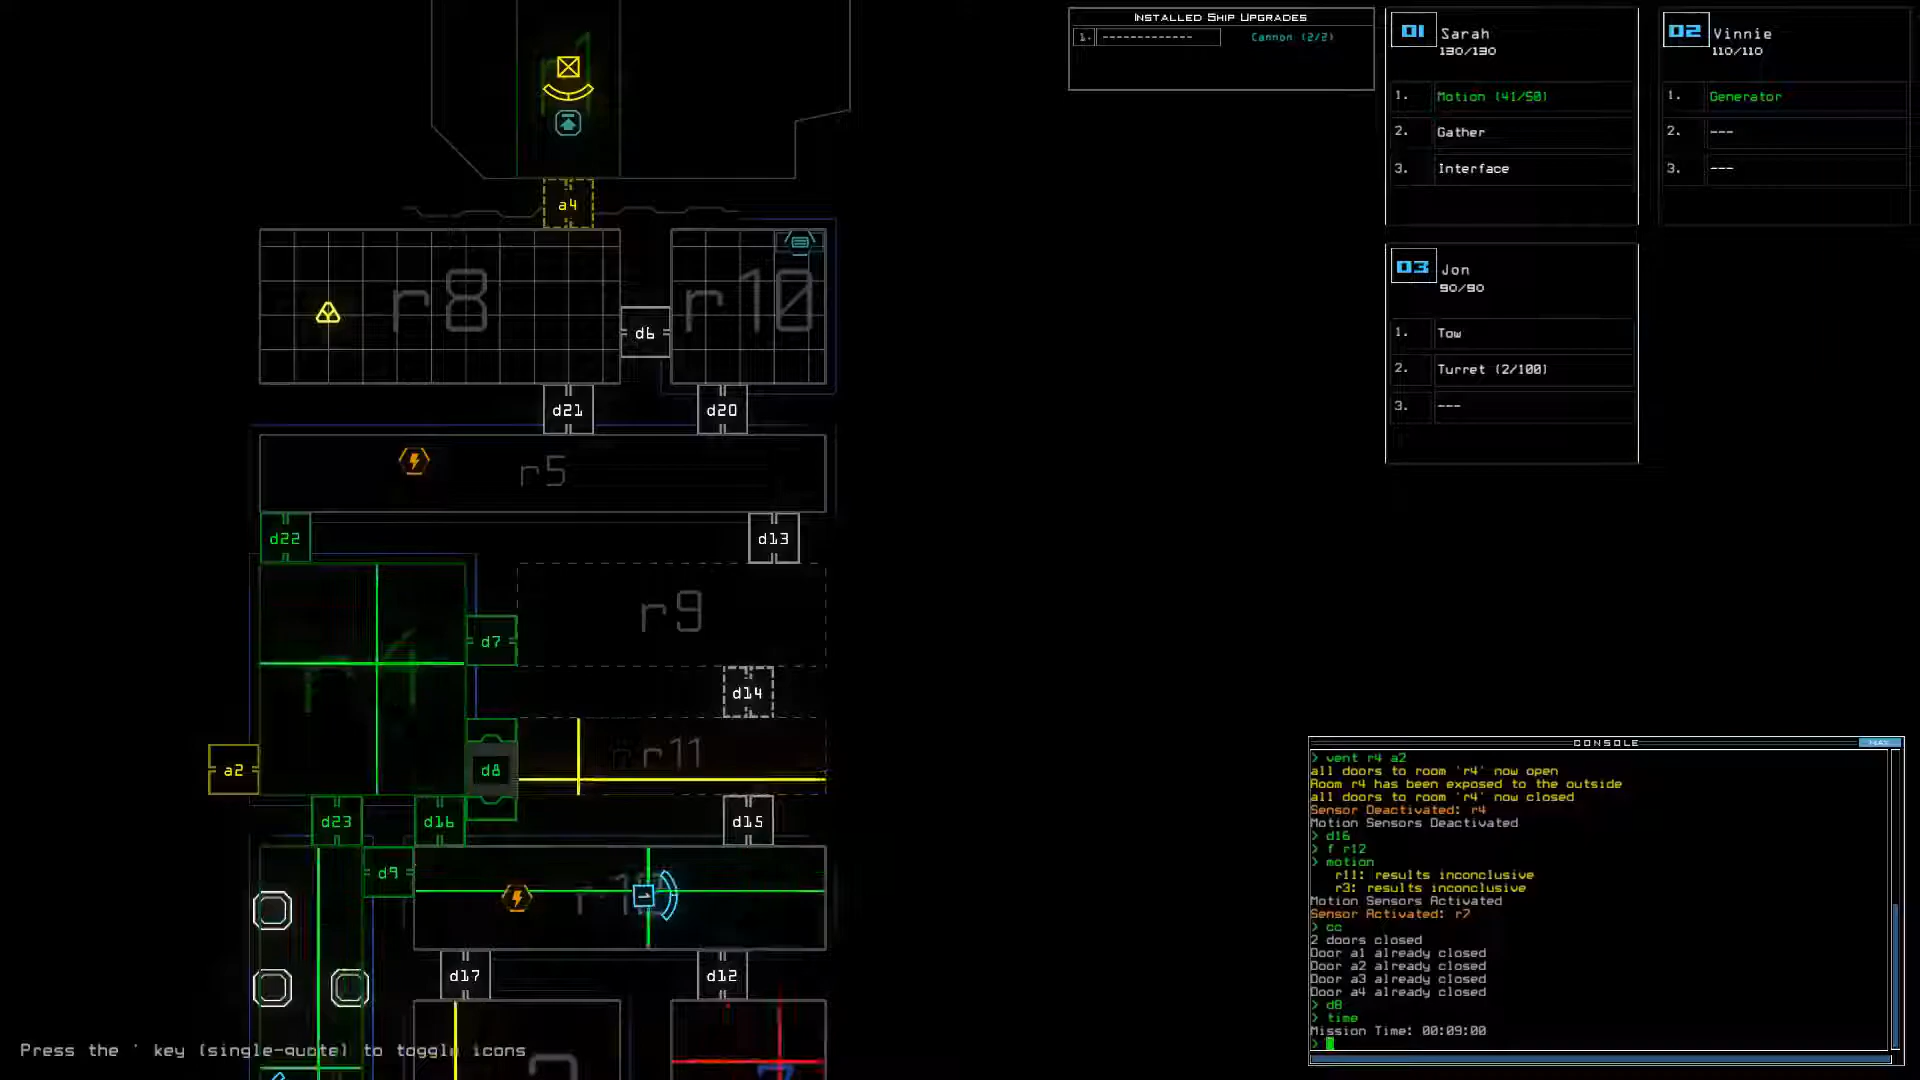 INSTALLED SHIP UPGRADES
1. ------------- Cannon (2/2)
01 Sarah
130/130
1. Motion (41/50)
2. Gather
3. Interface
02 Vinnie
110/110
1. Generator
2. ---
3. ---
03 Jon
90/90
1. Tow
2. Turret (2/100)
3. ---
a4
r8
r10
d6
d21
d20
r5
d22
d13
r9
d7
r4
d14
r11
a2
d8
d23
d16
d15
d9
1
d17
d12
Press the ' key (single-quote) to toggle icons
CONSOLE
> vent r4 a2
all doors to room 'r4' now open
Room r4 has been exposed to the outside
all doors to room 'r4' now closed
Sensor Deactivated: r4
Motion Sensors Deactivated
> d16
> f r12
> motion
r11: results inconclusive
r3: results inconclusive
Motion Sensors Activated
Sensor Activated: r7
> cc
2 doors closed
Door a1 already closed
Door a2 already closed
Door a3 already closed
Door a4 already closed
> d8
> time
Mission Time: 00:09:00
>